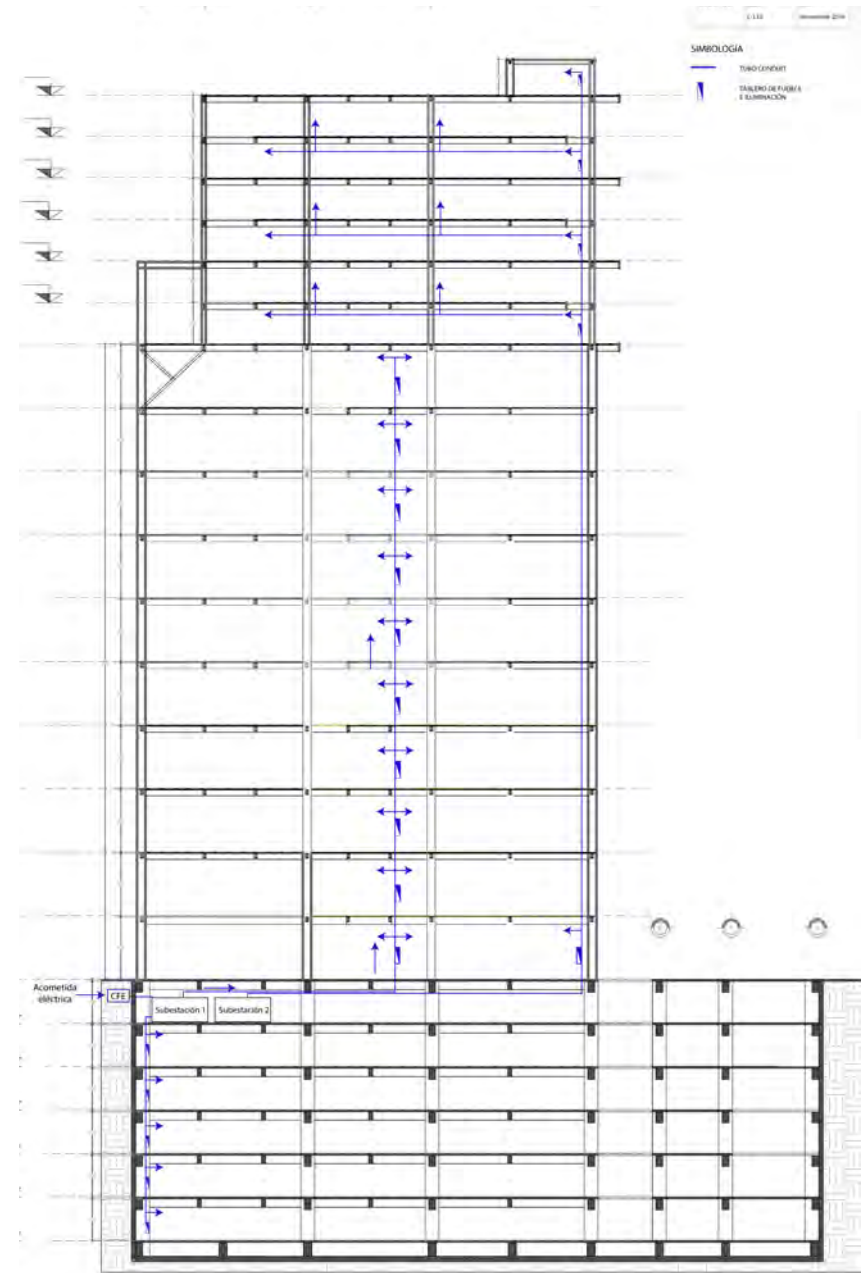 SIMBOLOGÍA
TUBO CONDUIT
TABLERO DE FUERZA
E ILUMINACIÓN
Acometida
eléctrica
CFE
Subestación 1
Subestación 2